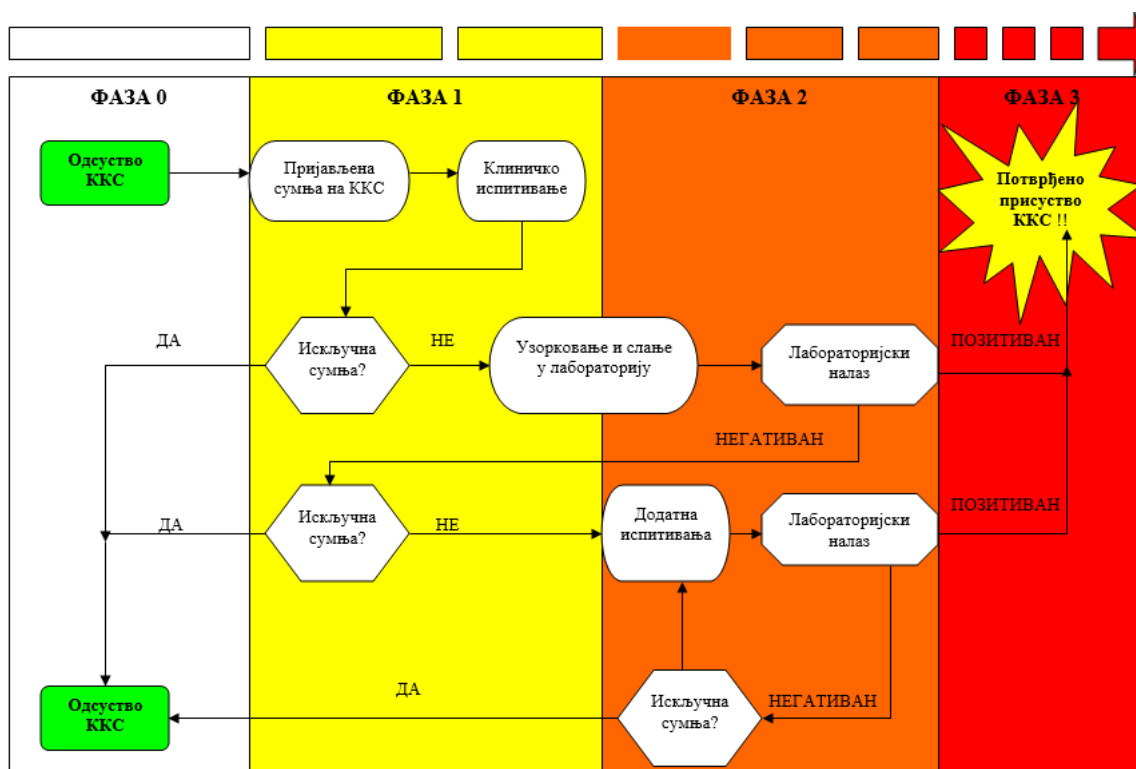 ФАЗА 0
ФАЗА 1
ФАЗА 2
ФАЗА 3
Одсуство
ККС
Пријављена
сумња на ККС
Клиничко
испитивање
Потврђено
присуство
ККС !!
ДА
Искључна
сумња?
НЕ
Узорковање и слање
у лабораторију
Лабораторијски
налаз
ПОЗИТИВАН
НЕГАТИВАН
ДА
Искључна
сумња?
НЕ
Додатна
испитивања
Лабораторијски
налаз
ПОЗИТИВАН
Одсуство
ККС
ДА
Искључна
сумња?
НЕГАТИВАН